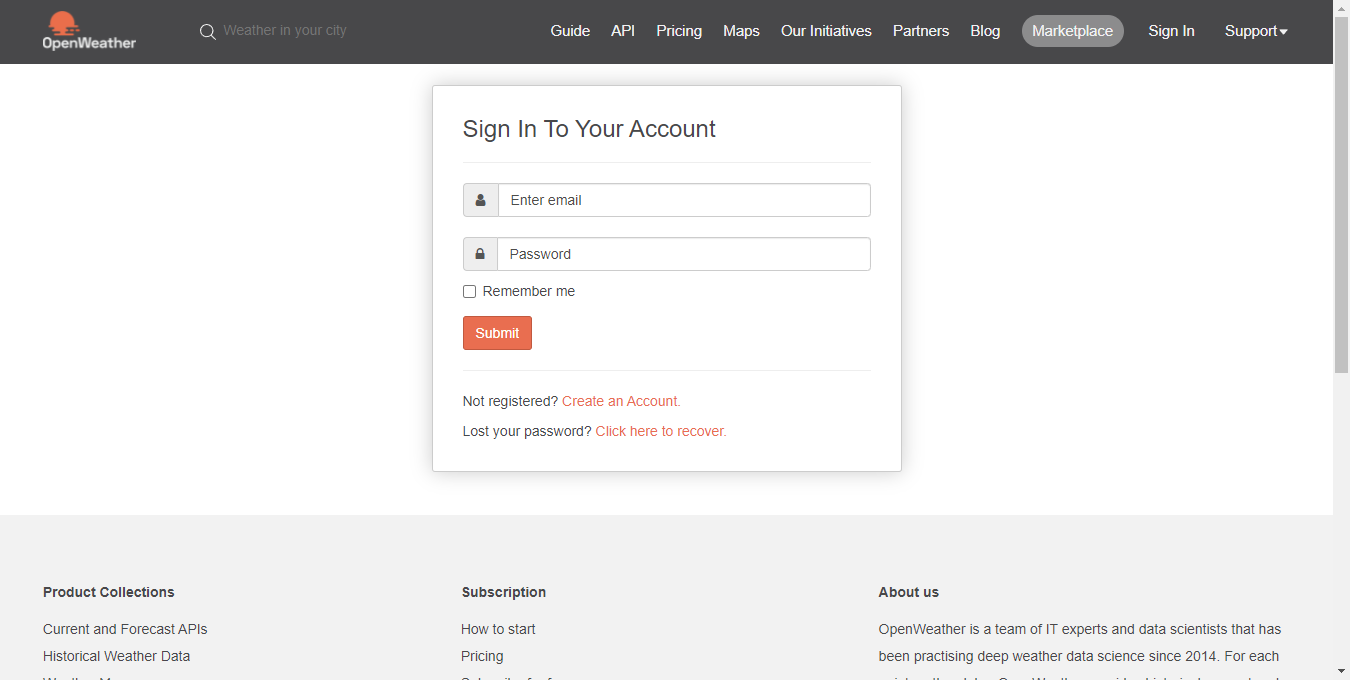 OpenWeather
Weather in your city
Guide API Pricing Maps Our Initiatives Partners Blog Marketplace Sign In Support
Sign In To Your Account
Enter email
Password
Remember me
Submit
Not registered? Create an Account.
Lost your password? Click here to recover.
Product Collections
Current and Forecast APIs
Historical Weather Data
Subscription
How to start
Pricing
About us
OpenWeather is a team of IT experts and data scientists that has
been practising deep weather data science since 2014. For each